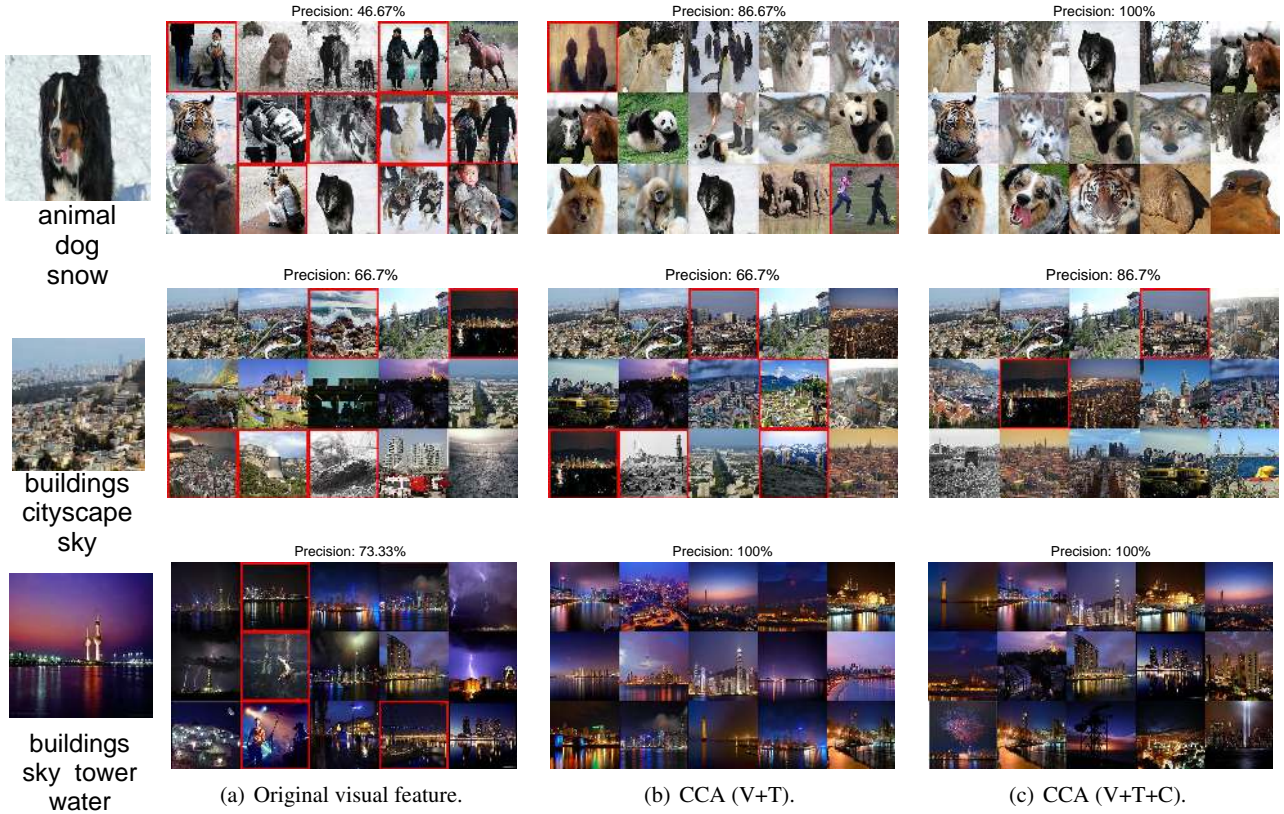 Precision: 46.67%
Precision: 86.67%
Precision: 100%
animal
dog
snow
Precision: 66.7%
Precision: 66.7%
Precision: 86.7%
buildings
cityscape
sky
Precision: 73.33%
Precision: 100%
Precision: 100%
buildings
sky tower
water
(a) Original visual feature.
(b) CCA (V+T).
(c) CCA (V+T+C).